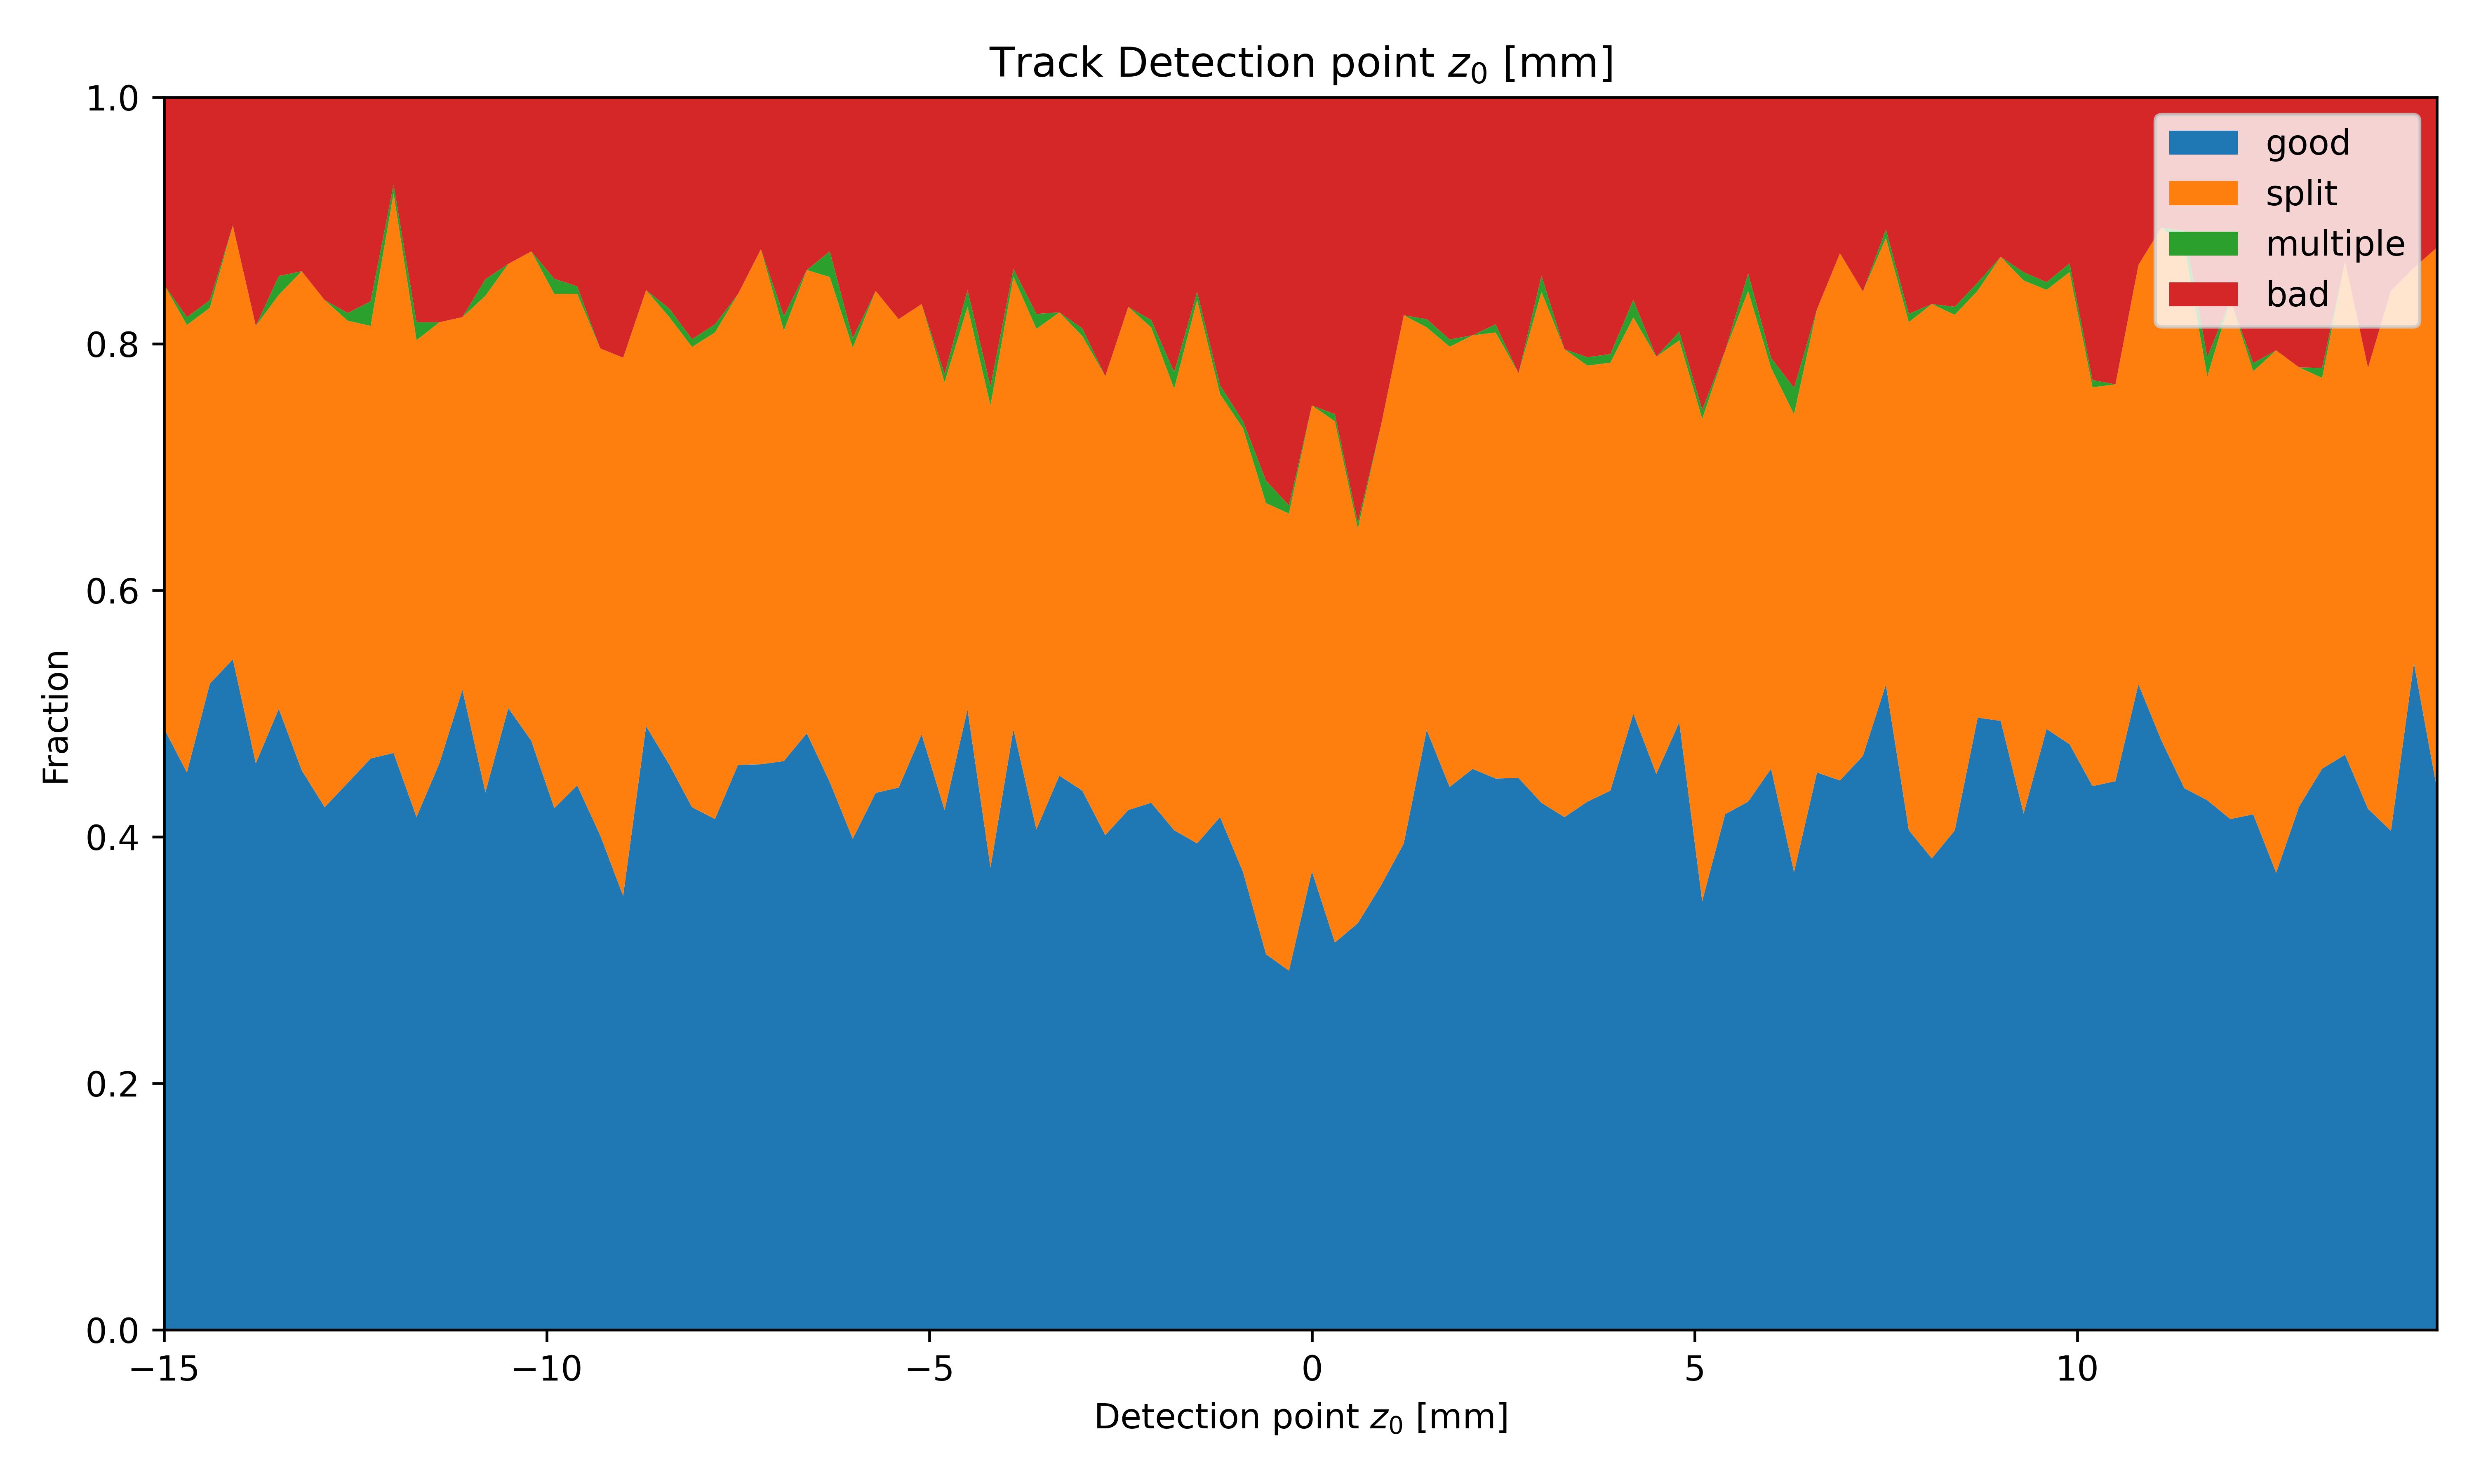 Track Detection point z₀ [mm]
1.0
0.8
0.6
0.4
0.2
0.0
Fraction
good
split
multiple
bad
−15
−10
−5
0
5
10
Detection point z₀ [mm]